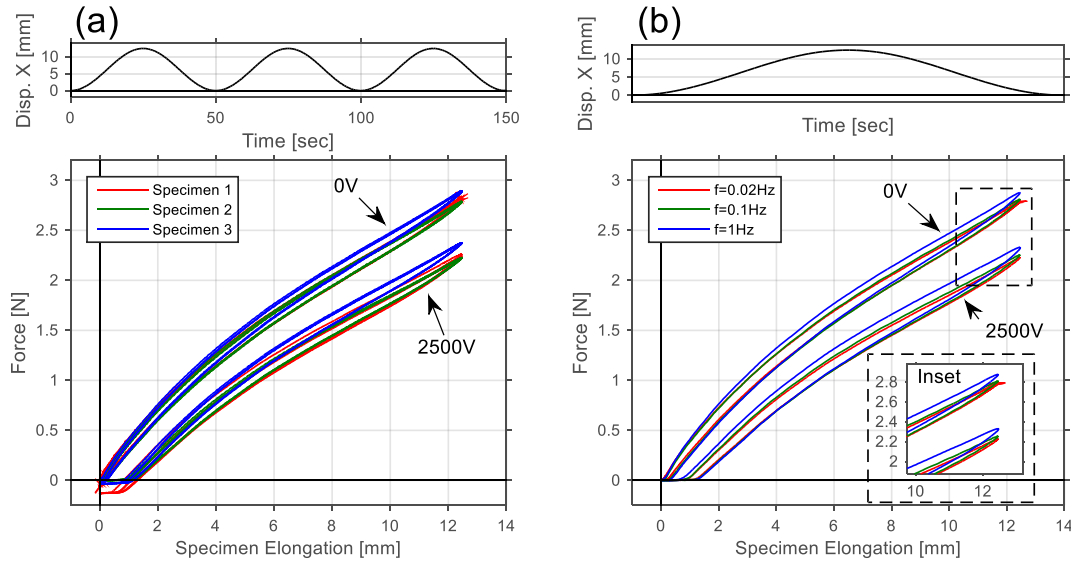 (a)
Disp. X [mm]
10
5
0
0
50
100
150
Time [sec]
Force [N]
3
2.5
2
1.5
1
0.5
0
Specimen 1
Specimen 2
Specimen 3
0V
2500V
0
2
4
6
8
10
12
14
Specimen Elongation [mm]
(b)
Disp. X [mm]
10
5
0
Time [sec]
Force [N]
3
2.5
2
1.5
1
0.5
0
f=0.02Hz
f=0.1Hz
f=1Hz
0V
2500V
Inset
2.8
2.6
2.4
2.2
2
10
12
0
2
4
6
8
10
12
14
Specimen Elongation [mm]